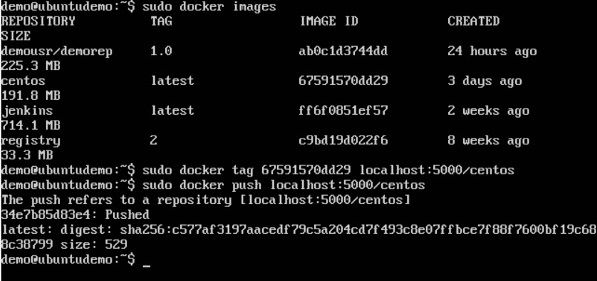 demo@ubuntudemo:~$ sudo docker images
REPOSITORY TAG IMAGE ID CREATED
SIZE
demousr/demorep 1.0 ab0c1d3744dd 24 hours ago
225.3 MB
centos latest 67591570dd29 3 days ago
191.8 MB
jenkins latest ff6f0851ef57 2 weeks ago
714.1 MB
registry 2 c9bd19d022f6 8 weeks ago
33.3 MB
demo@ubuntudemo:~$ sudo docker tag 67591570dd29 localhost:5000/centos
demo@ubuntudemo:~$ sudo docker push localhost:5000/centos
The push refers to a repository [localhost:5000/centos]
34e7b85d83e4: Pushed
latest: digest: sha256:c577af3197aacedf79c5a204cd7f493c8e07ffbce7f88f7600bf19c68
8c38799 size: 529
demo@ubuntudemo:~$ _